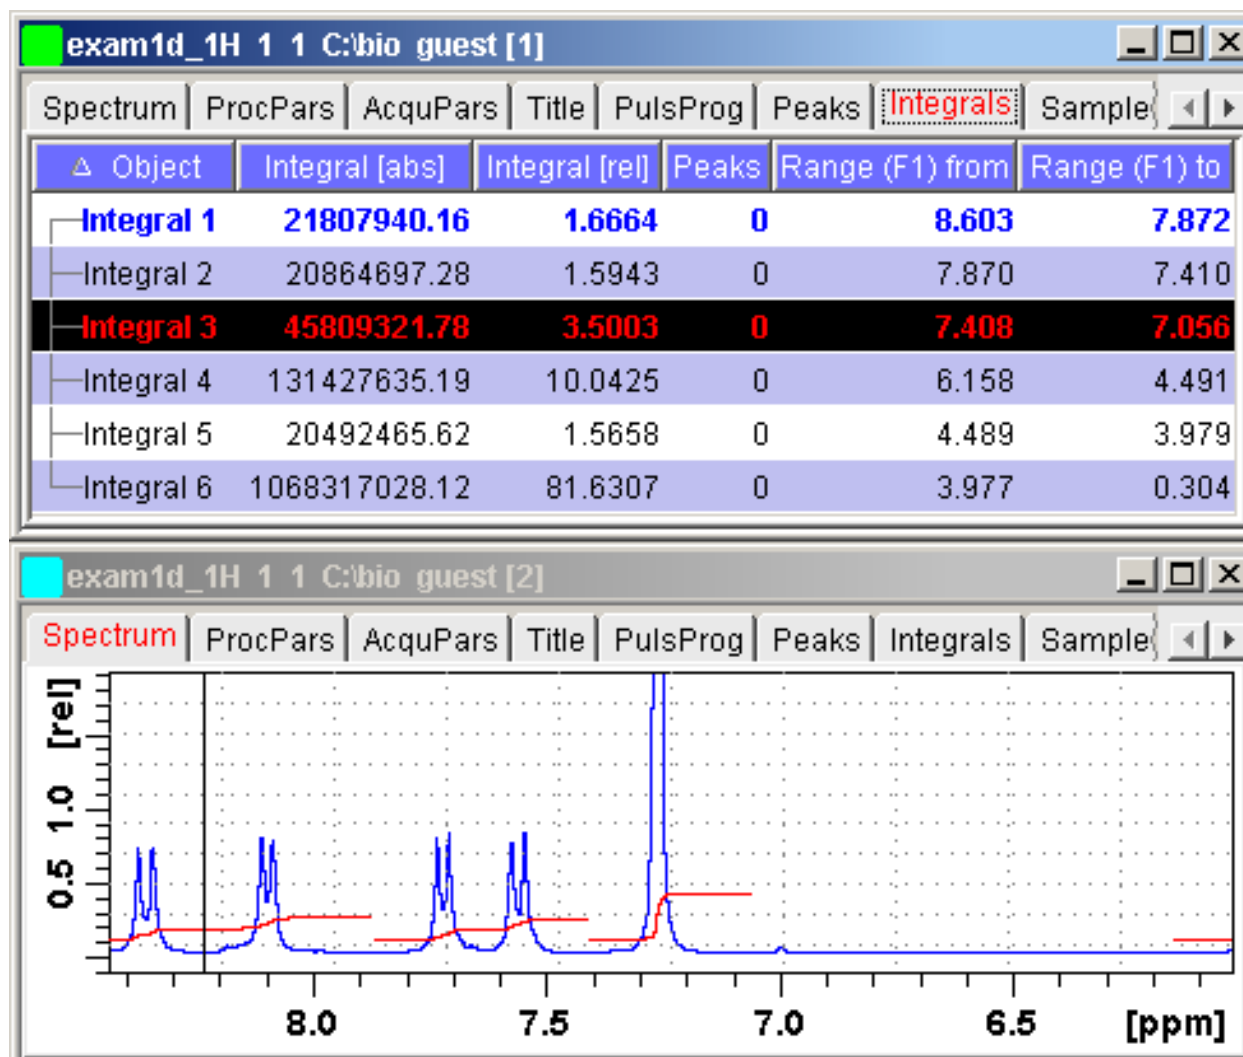 exam1d_1H 1 1 C:\bio guest [1]
Spectrum ProcPars AcquPars Title PulsProg Peaks Integrals Sample
Object Integral [abs] Integral [rel] Peaks Range (F1) from Range (F1) to
Integral 1 21807940.16 1.6664 0 8.603 7.872
Integral 2 20864697.28 1.5943 0 7.870 7.410
Integral 3 45809321.78 3.5003 0 7.408 7.056
Integral 4 131427635.19 10.0425 0 6.158 4.491
Integral 5 20492465.62 1.5658 0 4.489 3.979
Integral 6 1068317028.12 81.6307 0 3.977 0.304
exam1d_1H 1 1 C:\bio guest [2]
Spectrum ProcPars AcquPars Title PulsProg Peaks Integrals Sample
0.5 1.0 [rel]
8.0 7.5 7.0 6.5 [ppm]